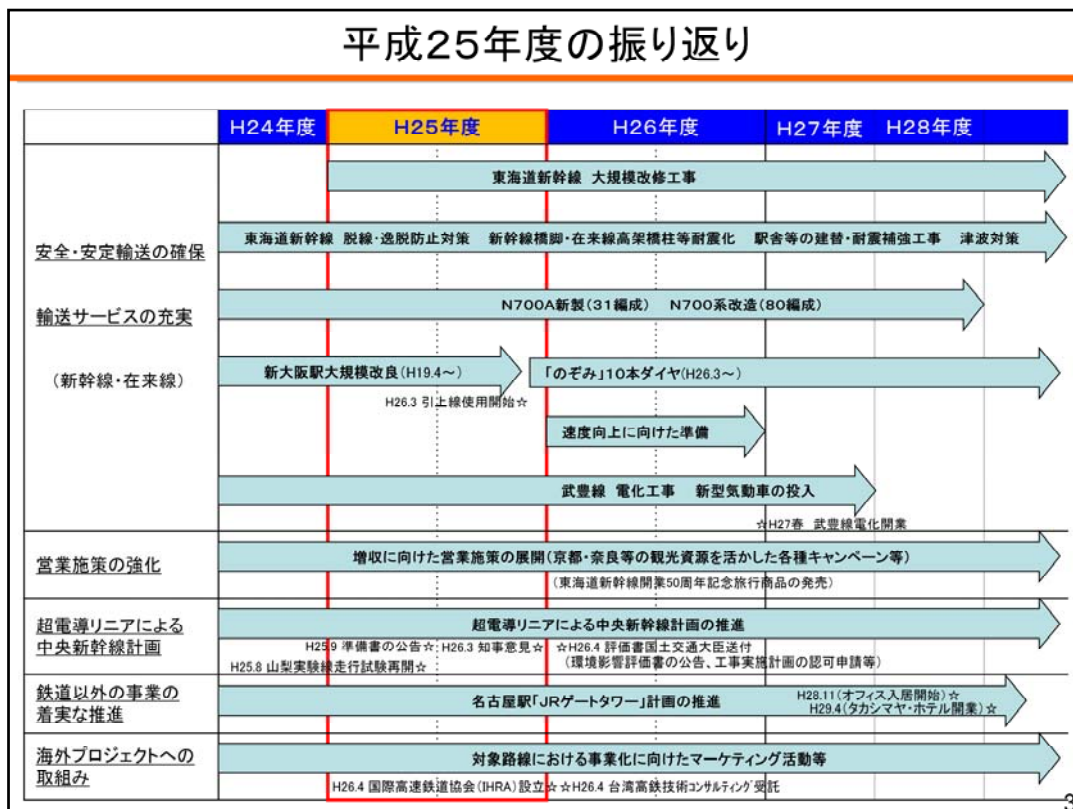 平成25年度の振り返り
H24年度 H25年度 H26年度 H27年度 H28年度
東海道新幹線 大規模改修工事
安全・安定輸送の確保
東海道新幹線 脱線・逸脱防止対策 新幹線橋脚・在来線高架橋柱等耐震化 駅舎等の建替・耐震補強工事 津波対策
輸送サービスの充実
N700A新製(31編成) N700系改造(80編成)
(新幹線・在来線)
新大阪駅大規模改良(H19.4～)
「のぞみ」10本ダイヤ(H26.3～)
H26.3 引上線使用開始☆
速度向上に向けた準備
武豊線 電化工事 新型気動車の投入
☆H27春 武豊線電化開業
営業施策の強化
増収に向けた営業施策の展開(京都・奈良等の観光資源を活かした各種キャンペーン等)
(東海道新幹線開業50周年記念旅行商品の発売)
超電導リニアによる
中央新幹線計画
超電導リニアによる中央新幹線計画の推進
H25.9 準備書の公告☆ H26.3 知事意見☆ ☆H26.4 評価書国土交通大臣送付
H25.8 山梨実験線走行試験再開☆
(環境影響評価書の公告、工事実施計画の認可申請等)
鉄道以外の事業の
着実な推進
名古屋駅「JRゲートタワー」計画の推進
H28.11(オフィス入居開始)☆
H29.4(タカシマヤ・ホテル開業)☆
海外プロジェクトへの
取組み
対象路線における事業化に向けたマーケティング活動等
H26.4 国際高速鉄道協会(IHRA)設立☆ ☆H26.4 台湾高鉄技術コンサルティング受託
3